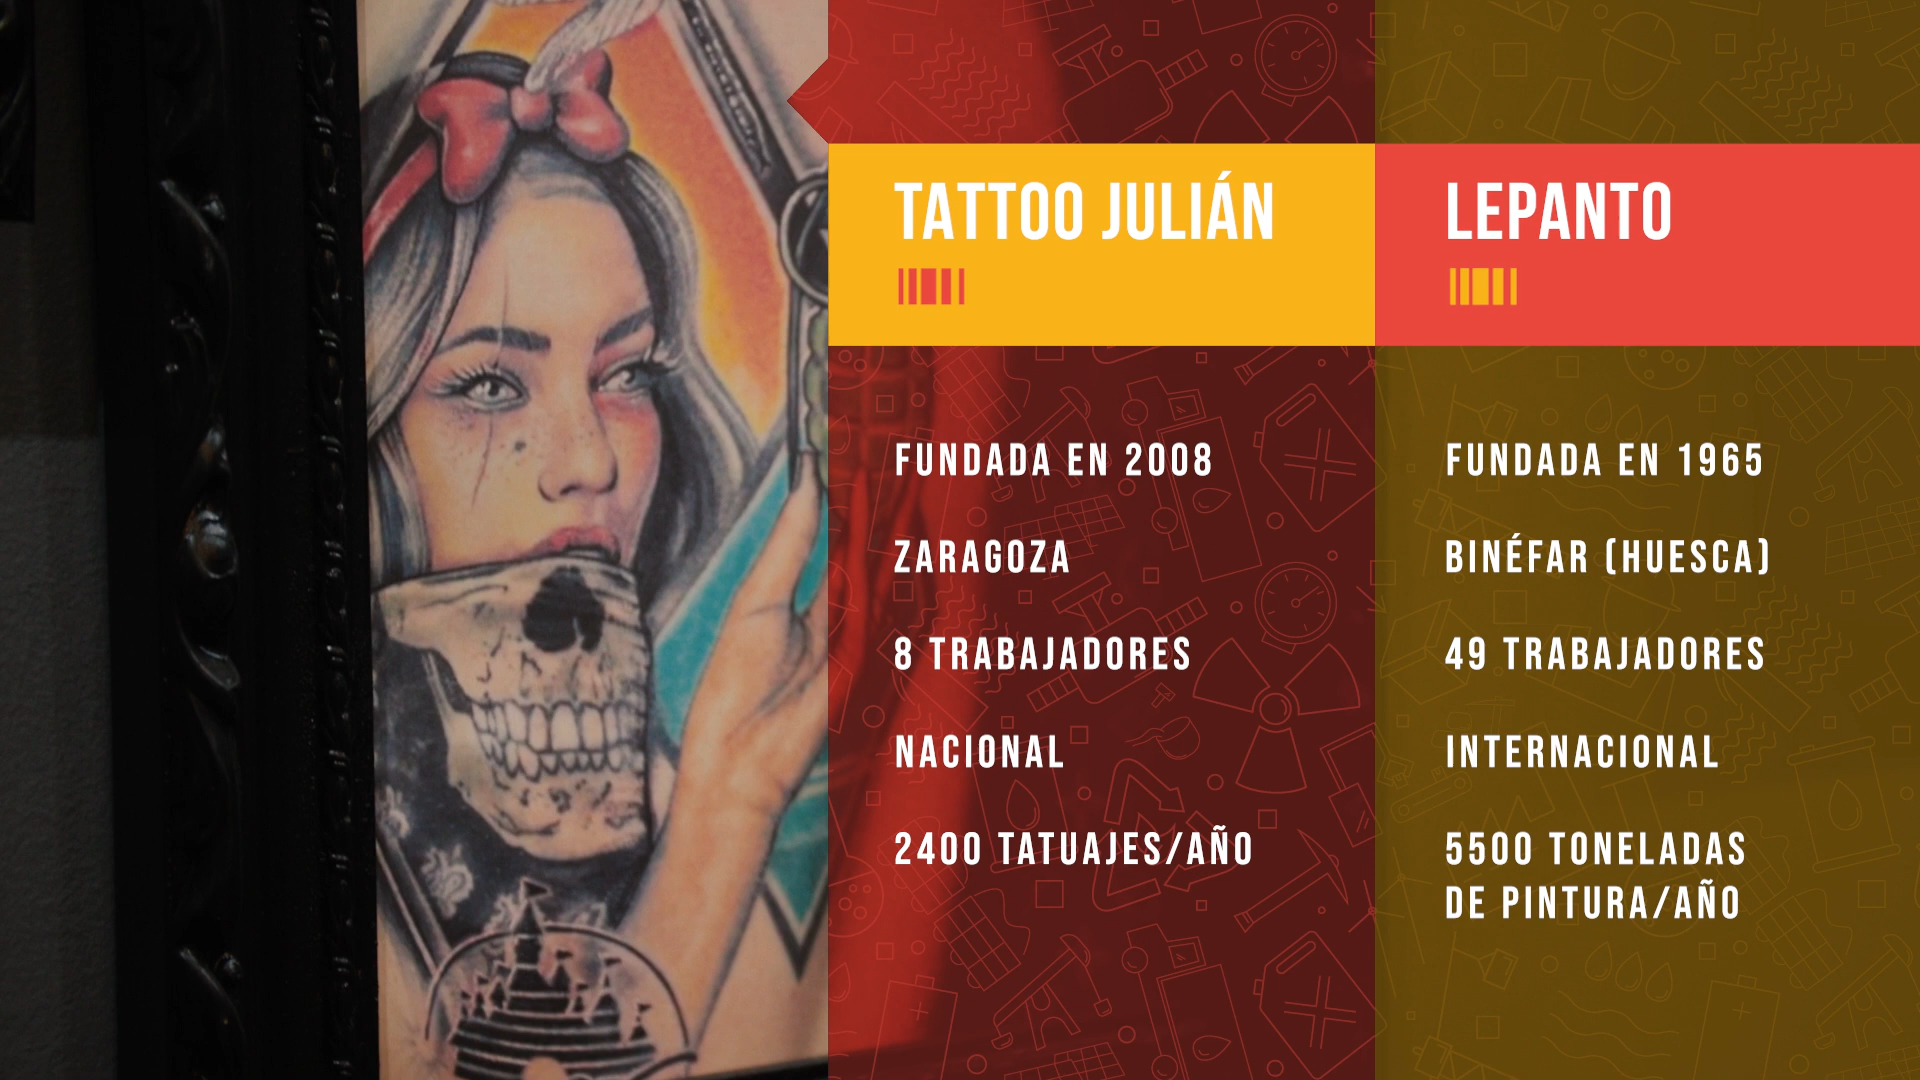 TATTOO JULIÁN
FUNDADA EN 2008
ZARAGOZA
8 TRABAJADORES
NACIONAL
2400 TATUAJES/AÑO
LEPANTO
FUNDADA EN 1965
BINÉFAR (HUESCA)
49 TRABAJADORES
INTERNACIONAL
5500 TONELADAS
DE PINTURA/AÑO